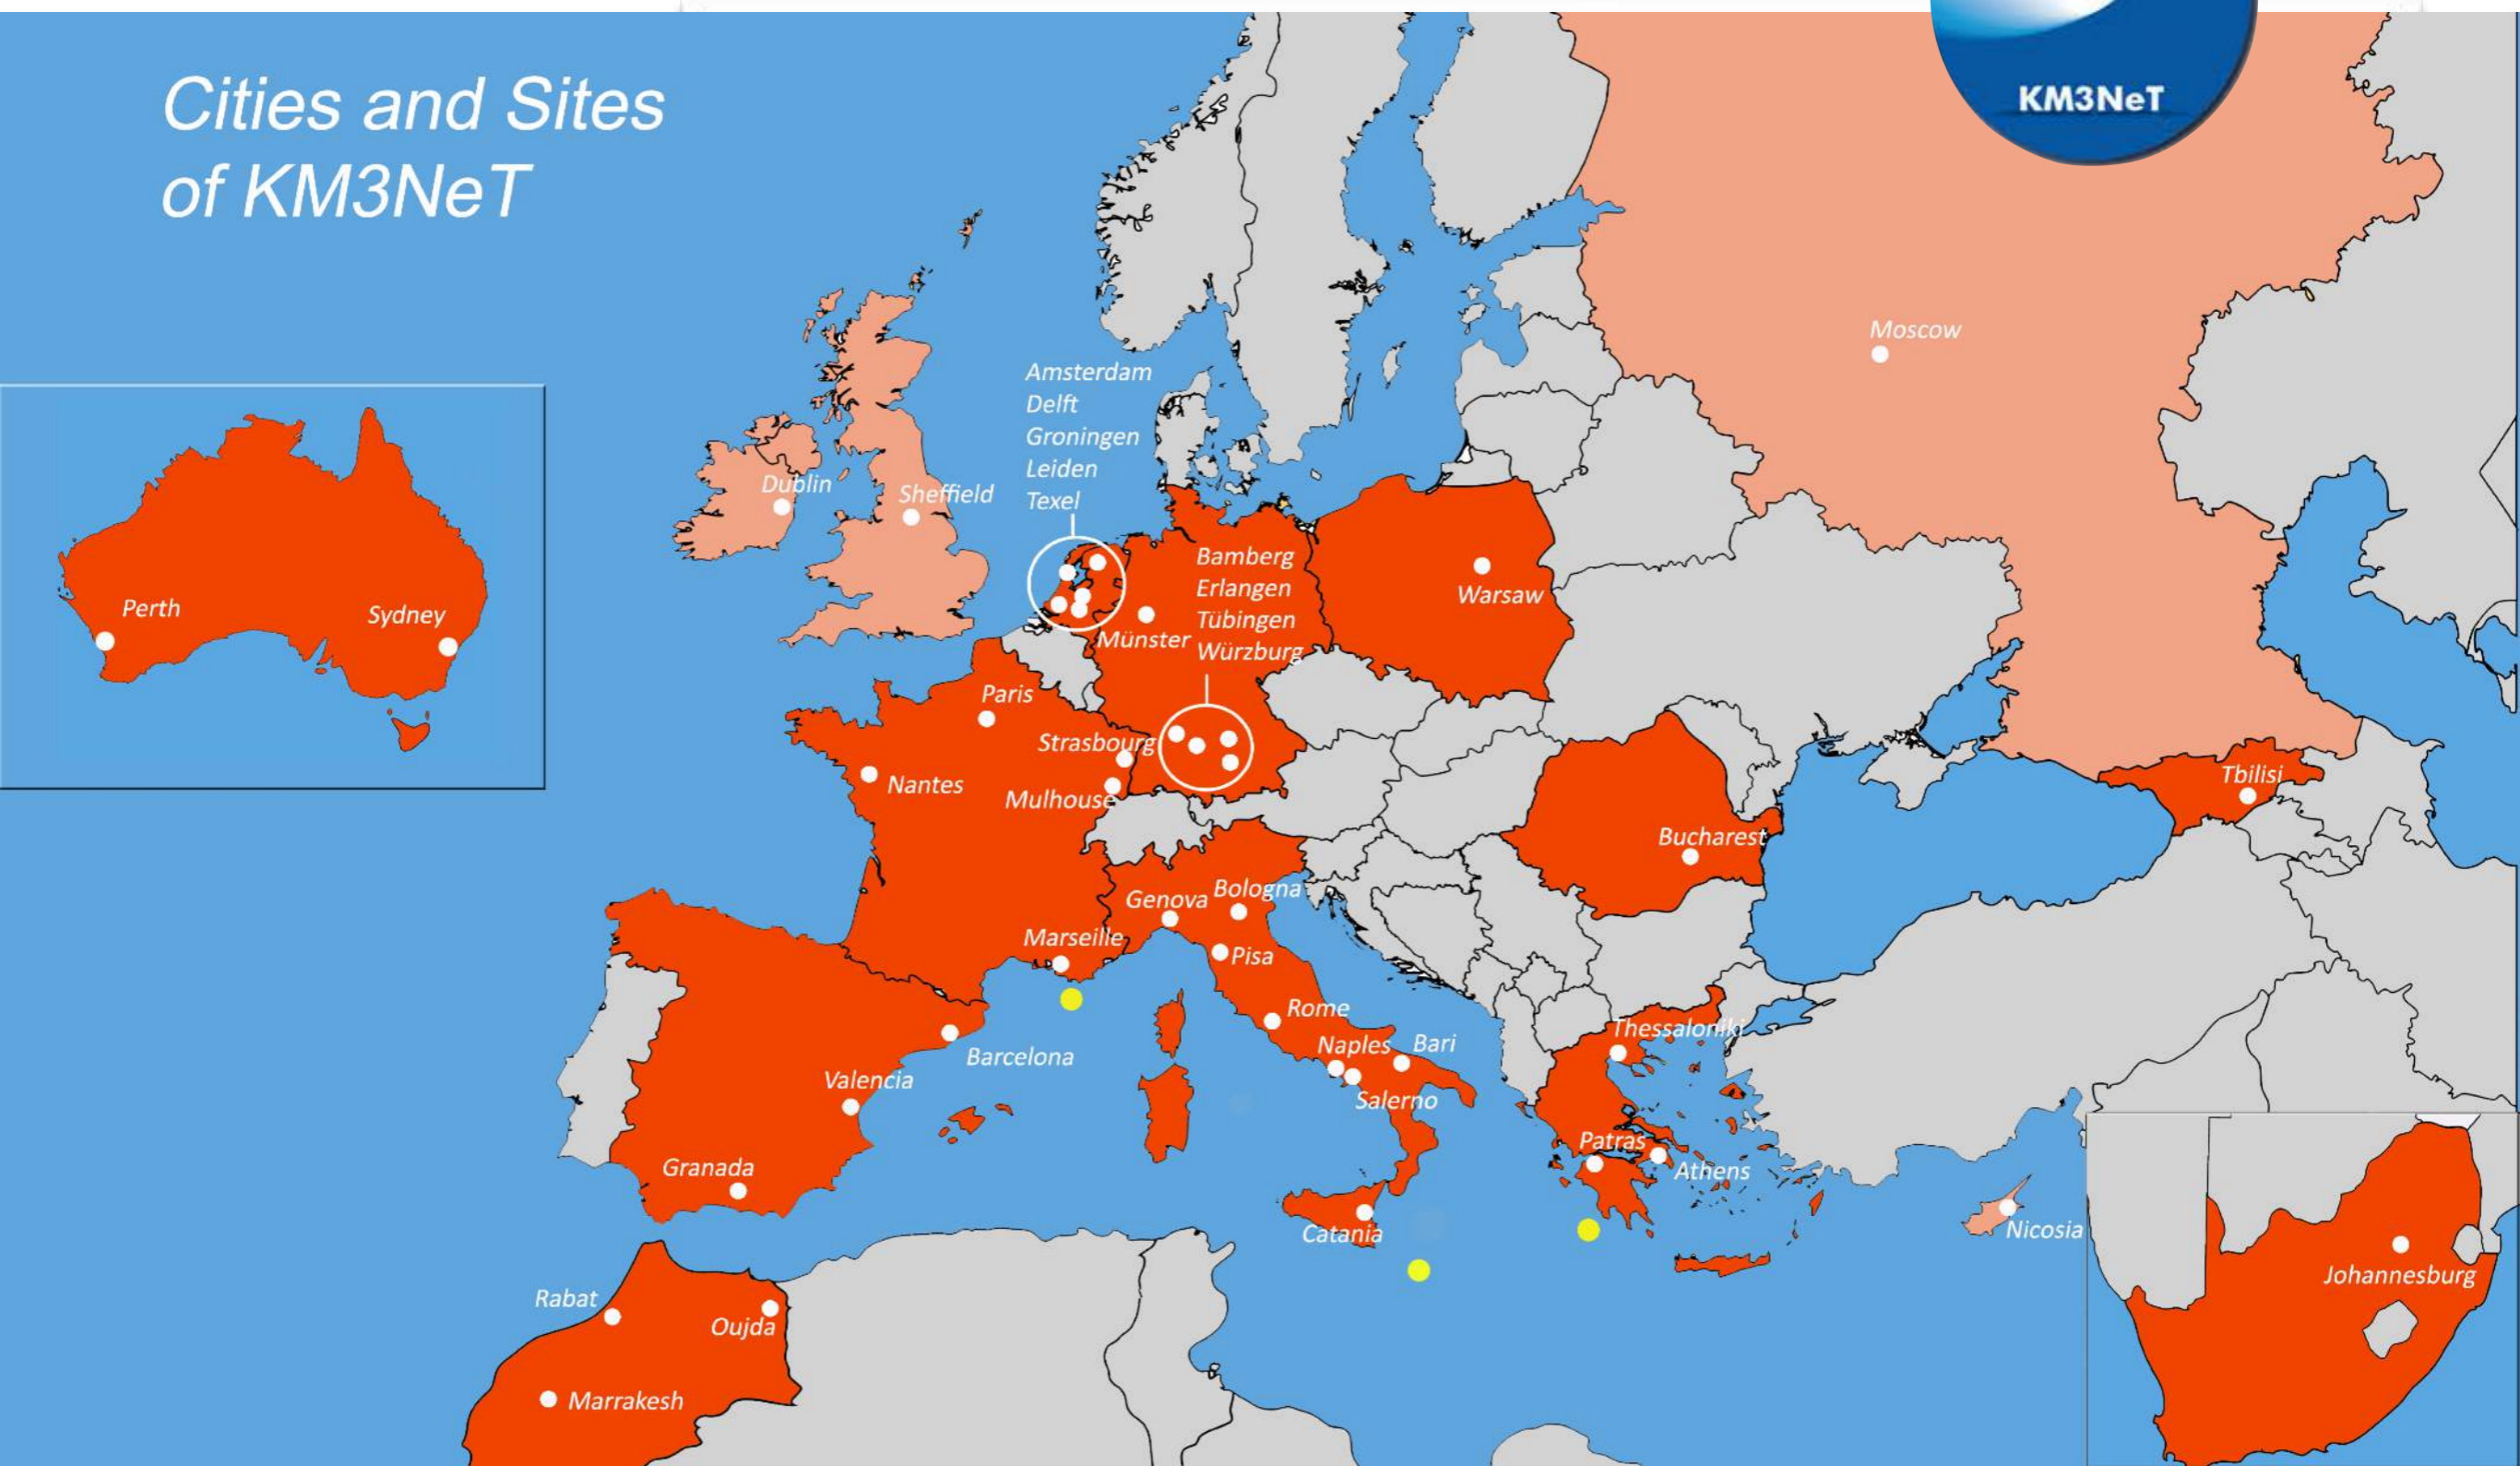 Cities and Sites
of KM3NeT
KM3NeT
Moscow
Amsterdam
Delft
Groningen
Leiden
Texel
Dublin
Sheffield
Bamberg
Erlangen
Tübingen
Würzburg
Warsaw
Münster
Perth
Sydney
Paris
Strasbourg
Nantes
Mulhouse
Tbilisi
Bucharest
Genova
Bologna
Marseille
Pisa
Rome
Thessaloniki
Naples
Bari
Barcelona
Valencia
Salerno
Patras
Athens
Granada
Catania
Nicosia
Johannesburg
Rabat
Oujda
Marrakesh